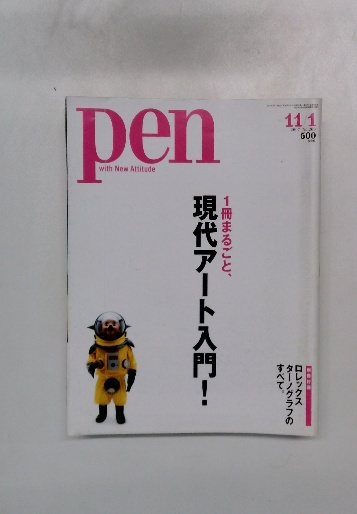 pen
with New Attitude
11 1
600
1冊まるごと、
現代アート入門！
ロレックス
ターノグラフの
すべて。